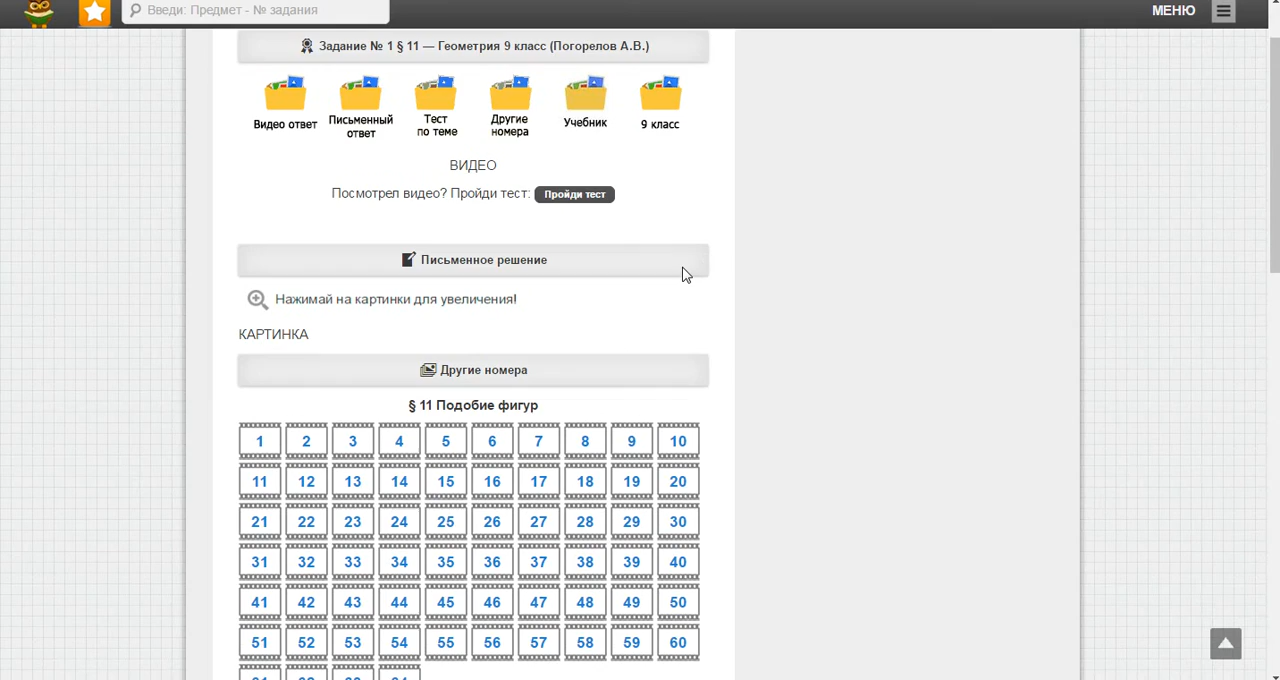 Введи: Предмет - № задания
МЕНЮ
Задание № 1 § 11 — Геометрия 9 класс (Погорелов А.В.)
Видео ответ
Письменный ответ
Тест по теме
Другие номера
Учебник
9 класс
ВИДЕО
Посмотрел видео? Пройди тест: Пройди тест
Письменное решение
Нажимай на картинки для увеличения!
КАРТИНКА
Другие номера
§ 11 Подобие фигур
1 2 3 4 5 6 7 8 9 10
11 12 13 14 15 16 17 18 19 20
21 22 23 24 25 26 27 28 29 30
31 32 33 34 35 36 37 38 39 40
41 42 43 44 45 46 47 48 49 50
51 52 53 54 55 56 57 58 59 60